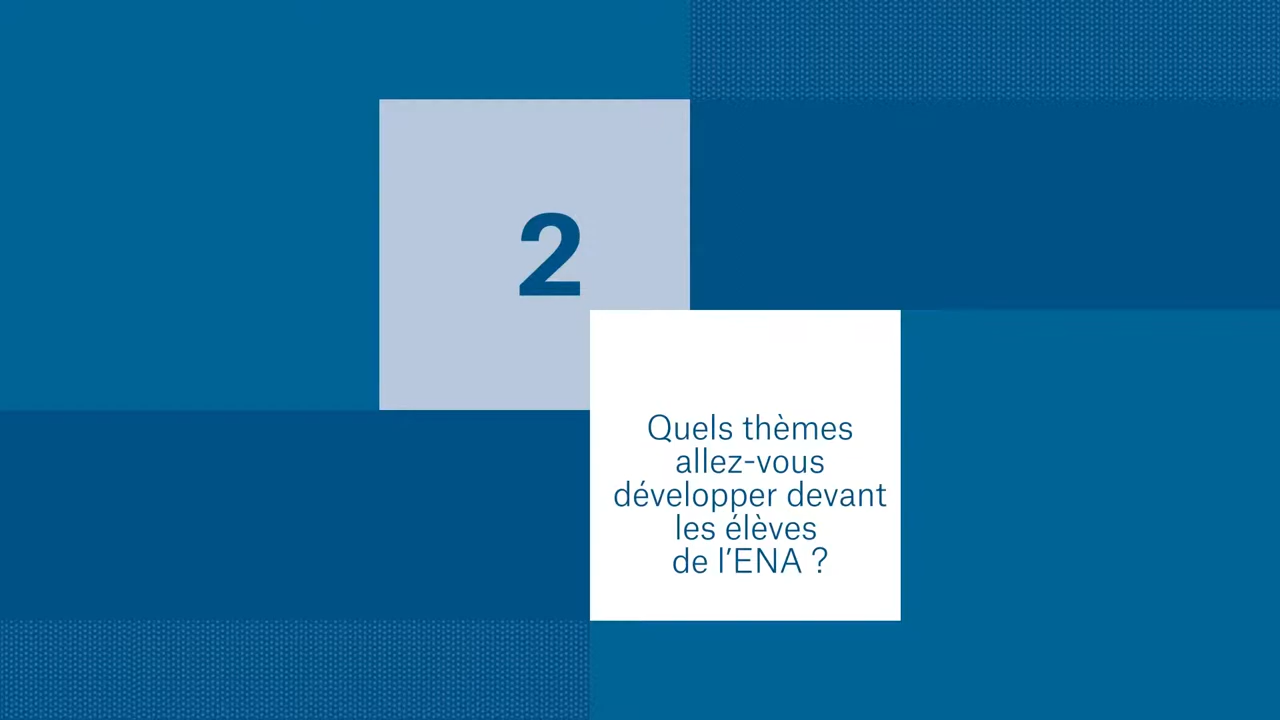 2
Quels thèmes
allez-vous
développer devant
les élèves
de l’ENA ?